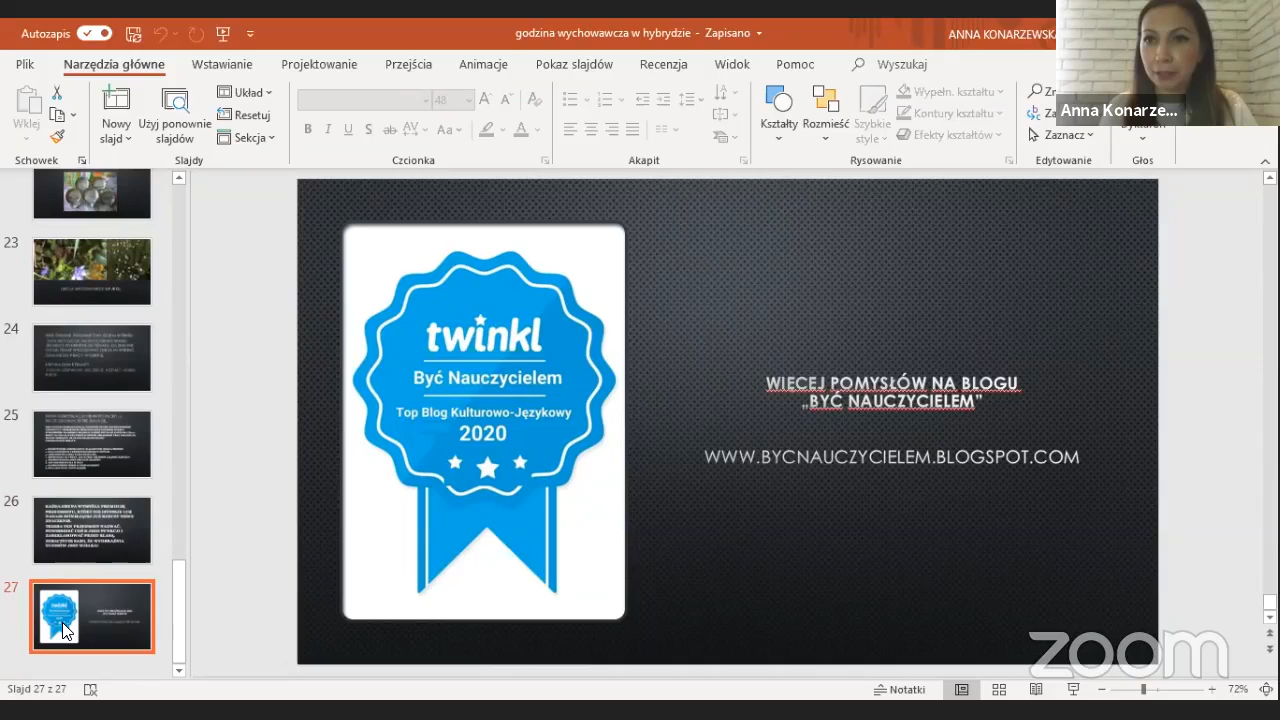 Autozapis
godzina wychowawcza w hybrydzie - Zapisano
ANNA KONARZEWSKA
Plik
Narzędzia główne
Wstawianie
Projektowanie
Przejścia
Animacje
Pokaz slajdów
Recenzja
Widok
Pomoc
Wyszukaj
Anna Konarze...
Wklej
Nowy slajd
Użyj ponownie slajdów
Układ
Resetuj
Sekcja
48
Kształty
Rozmieść
Szybkie style
Wypełn. kształtu
Kontury kształtu
Efekty kształtów
Zaznacz
Schowek
Slajdy
Czcionka
Akapit
Rysowanie
Edytowanie
Głos
23
24
25
26
27
twinkl
Być Nauczycielem
Top Blog Kulturowo-Językowy
2020
WIĘCEJ POMYSŁÓW NA BLOGU
„BYĆ NAUCZYCIELEM”
WWW.BYCNAUCZYCIELEM.BLOGSPOT.COM
zoom
Slajd 27 z 27
Notatki
72%